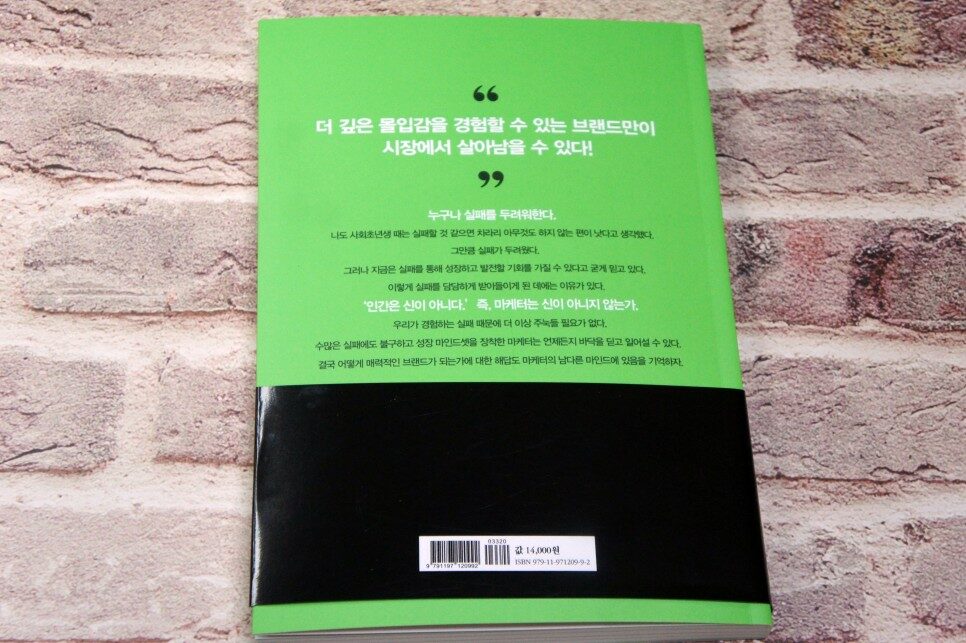 “
더 깊은 몰입감을 경험할 수 있는 브랜드만이
시장에서 살아남을 수 있다!
”
누구나 실패를 두려워한다.
나도 사회초년생 때는 실패할 것 같으면 차라리 아무것도 하지 않는 편이 낫다고 생각했다.
그만큼 실패가 두려웠다.
그러나 지금은 실패를 통해 성장하고 발전할 기회를 가질 수 있다고 굳게 믿고 있다.
이렇게 실패를 담담하게 받아들이게 된 데에는 이유가 있다.
‘인간은 신이 아니다.’ 즉, 마케터는 신이 아니지 않는가.
우리가 경험하는 실패 때문에 더 이상 주눅들 필요가 없다.
수많은 실패에도 불구하고 성장 마인드셋을 장착한 마케터는 언제든지 바닥을 딛고 일어설 수 있다.
결국 어떻게 매력적인 브랜드가 되는가에 대한 해답도 마케터의 남다른 마인드에 있음을 기억하자.
03320
값 14,000원
9 791197 120992
ISBN 979-11-971209-9-2